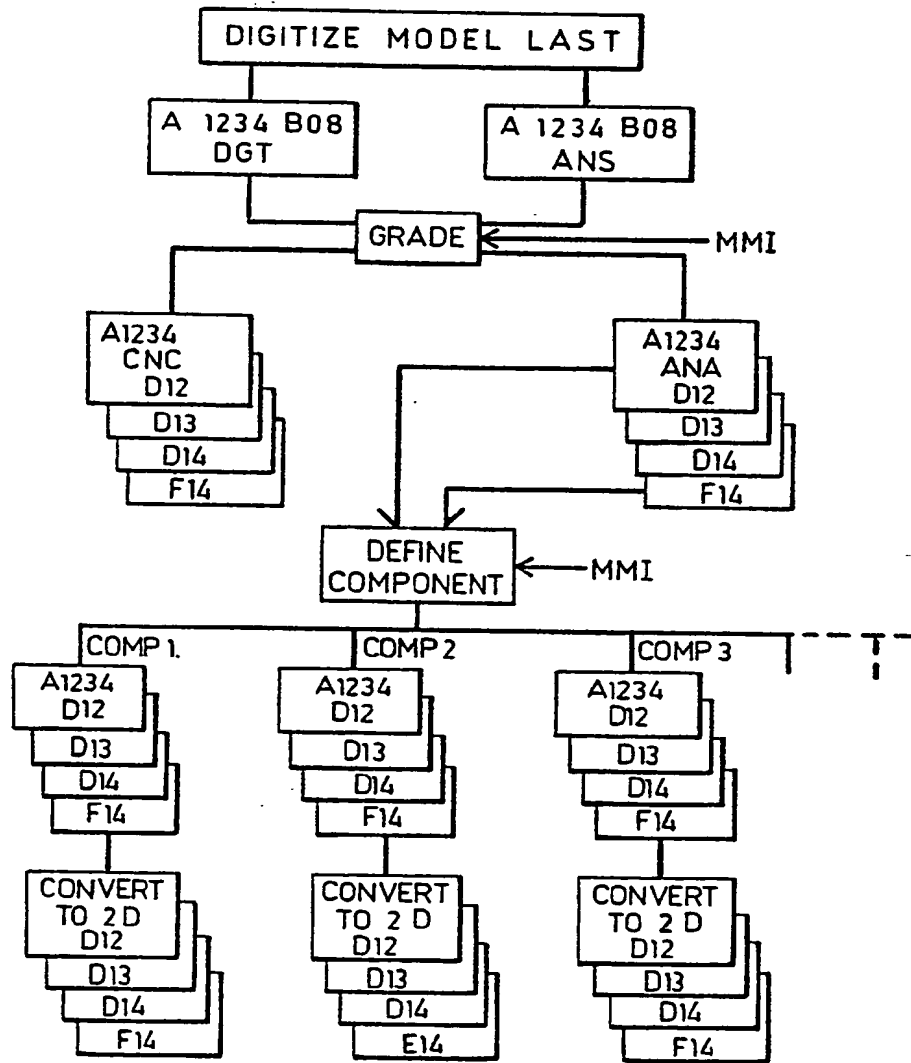 DIGITIZE MODEL LAST
A 1234 B08
DGT
A 1234 B08
ANS
GRADE
MMI
A1234
CNC
D12
D13
D14
F14
A1234
ANA
D12
D13
D14
F14
DEFINE
COMPONENT
MMI
COMP 1.
A1234
D12
D13
D14
F14
CONVERT
TO 2D
D12
D13
D14
F14
COMP 2
A1234
D12
D13
D14
F14
CONVERT
TO 2 D
D12
D13
D14
E14
COMP 3
A1234
D12
D13
D14
F14
CONVERT
TO 2 D
D12
D13
D14
F14